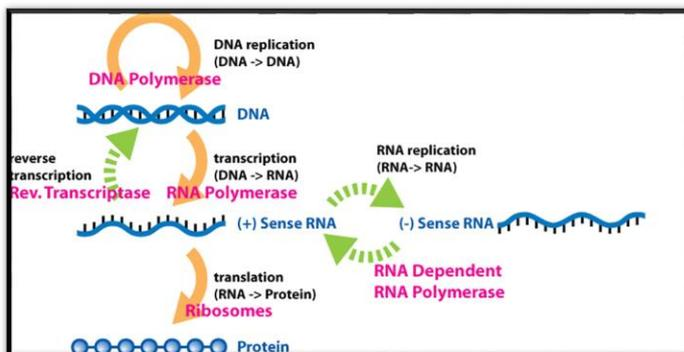 DNA replication
(DNA -> DNA)
DNA Polymerase
DNA
reverse
transcription
Rev. Transcriptase
transcription
(DNA -> RNA)
RNA Polymerase
RNA replication
(RNA-> RNA)
(+) Sense RNA
(-) Sense RNA
RNA Dependent
RNA Polymerase
translation
(RNA -> Protein)
Ribosomes
Protein